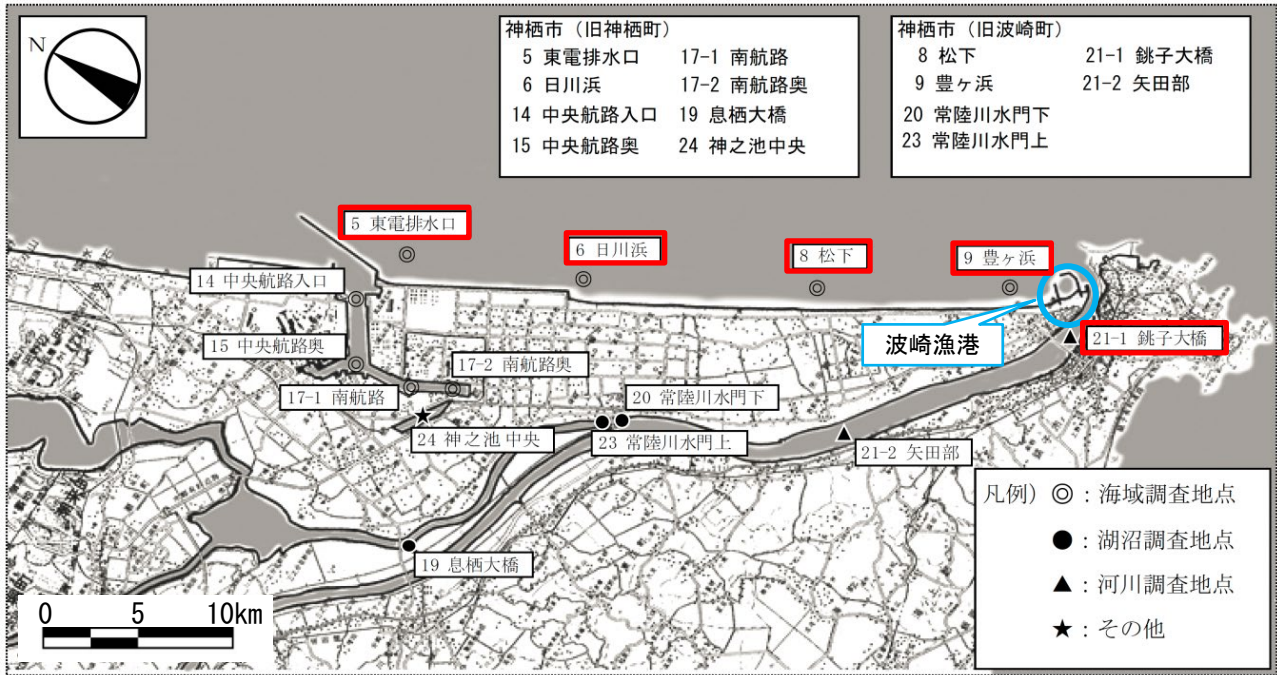 N
神栖市（旧神栖町）
5 東電排水口 17-1 南航路
6 日川浜 17-2 南航路奥
14 中央航路入口 19 息栖大橋
15 中央航路奥 24 神之池中央
神栖市（旧波崎町）
8 松下 21-1 銚子大橋
9 豊ヶ浜 21-2 矢田部
20 常陸川水門下
23 常陸川水門上
5 東電排水口
6 日川浜
8 松下
9 豊ヶ浜
14 中央航路入口
波崎漁港
21-1 銚子大橋
15 中央航路奥
17-2 南航路奥
17-1 南航路
20 常陸川水門下
24 神之池 中央
23 常陸川水門上
21-2 矢田部
19 息栖大橋
凡例）◎：海域調査地点
●：湖沼調査地点
▲：河川調査地点
★：その他
0 5 10km